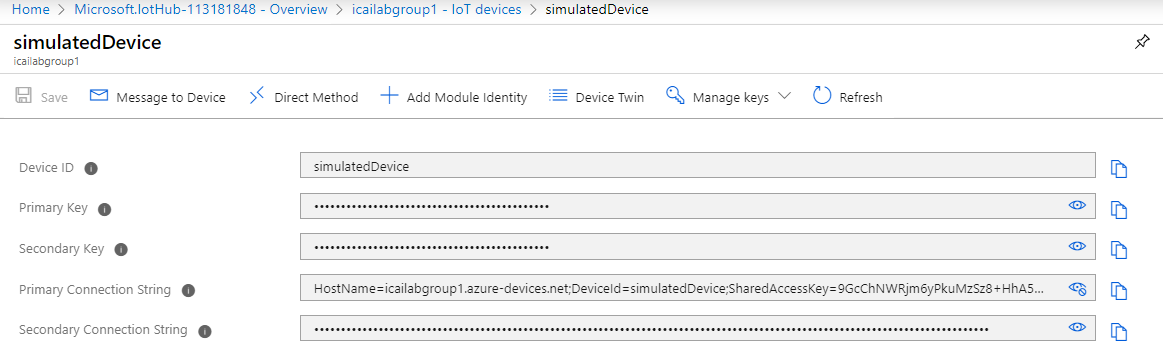 Home > Microsoft.IotHub-113181848 - Overview > icailabgroup1 - IoT devices > simulatedDevice
simulatedDevice
icailabgroup1
Save Message to Device Direct Method Add Module Identity Device Twin Manage keys Refresh
Device ID simulatedDevice
Primary Key ••••••••••••••••••••••••••••••••••••••••••••
Secondary Key ••••••••••••••••••••••••••••••••••••••••••••
Primary Connection String HostName=icailabgroup1.azure-devices.net;DeviceId=simulatedDevice;SharedAccessKey=9GcChNWRjm6yPkuMzSz8+HhA5...
Secondary Connection String ••••••••••••••••••••••••••••••••••••••••••••••••••••••••••••••••••••••••••••••••••••••••••••••••••••••••••••••••••••••••••••